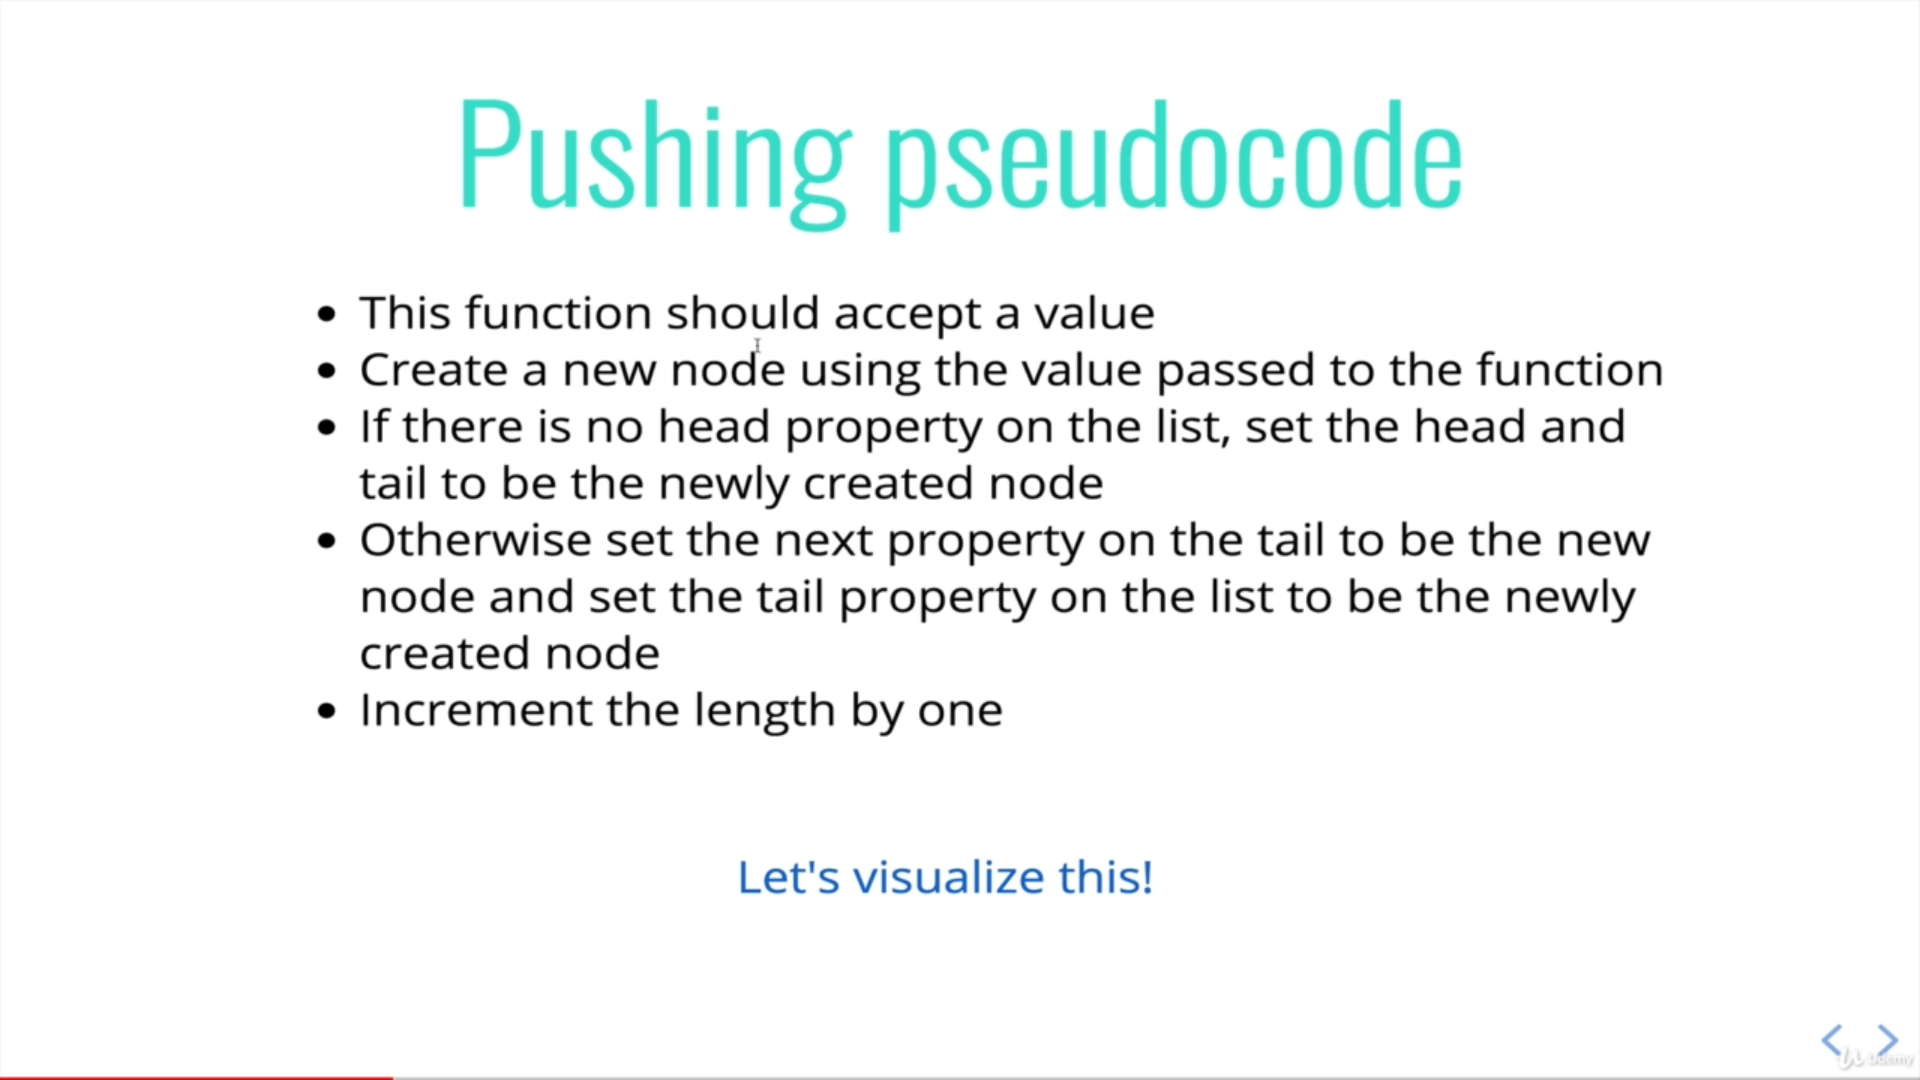 Pushing pseudocode
• This function should accept a value
• Create a new node using the value passed to the function
• If there is no head property on the list, set the head and
tail to be the newly created node
• Otherwise set the next property on the tail to be the new
node and set the tail property on the list to be the newly
created node
• Increment the length by one
Let's visualize this!
Udemy